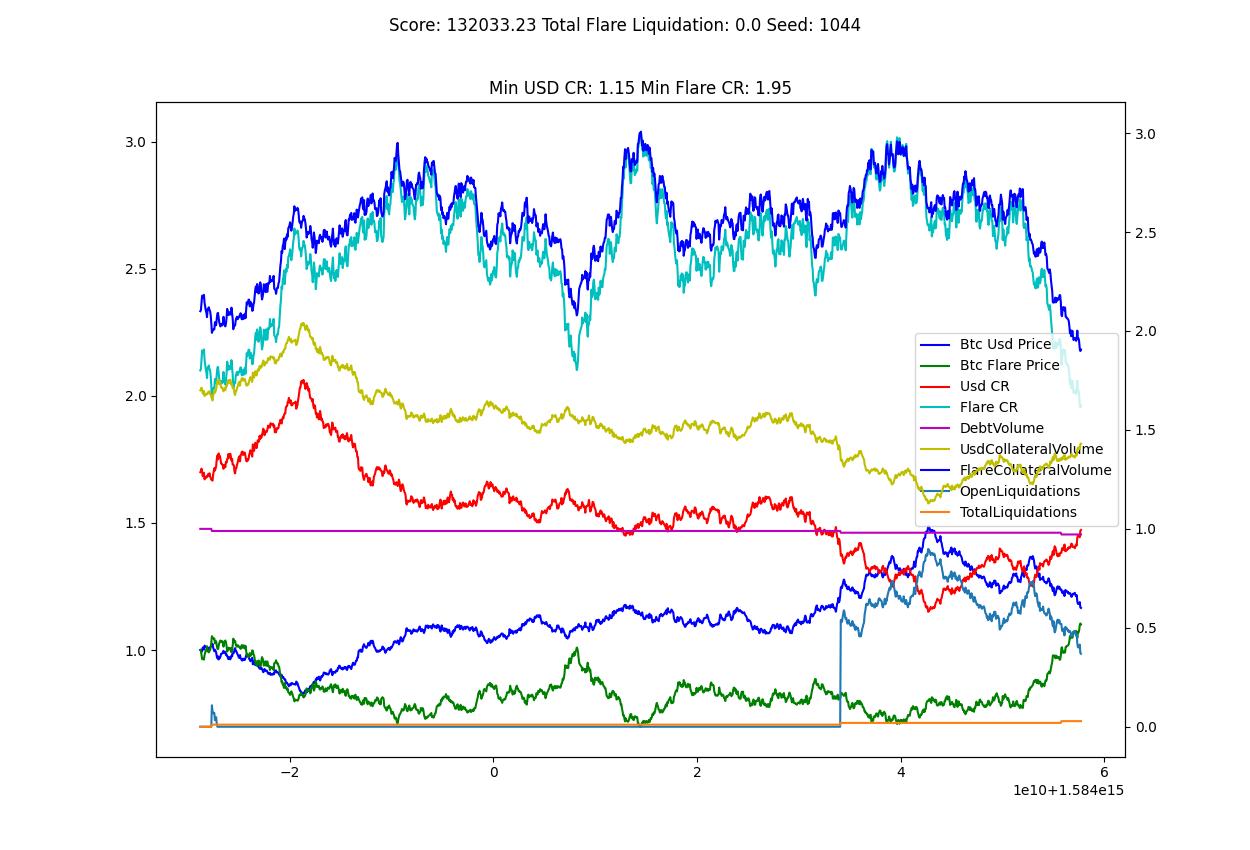 Score: 132033.23 Total Flare Liquidation: 0.0 Seed: 1044
Min USD CR: 1.15 Min Flare CR: 1.95
3.0
2.5
2.0
1.5
1.0
3.0
2.5
2.0
1.5
1.0
0.5
0.0
Btc Usd Price
Btc Flare Price
Usd CR
Flare CR
DebtVolume
UsdCollateralVolume
FlareCollateralVolume
OpenLiquidations
TotalLiquidations
−2 0 2 4 6
1e10+1.584e15